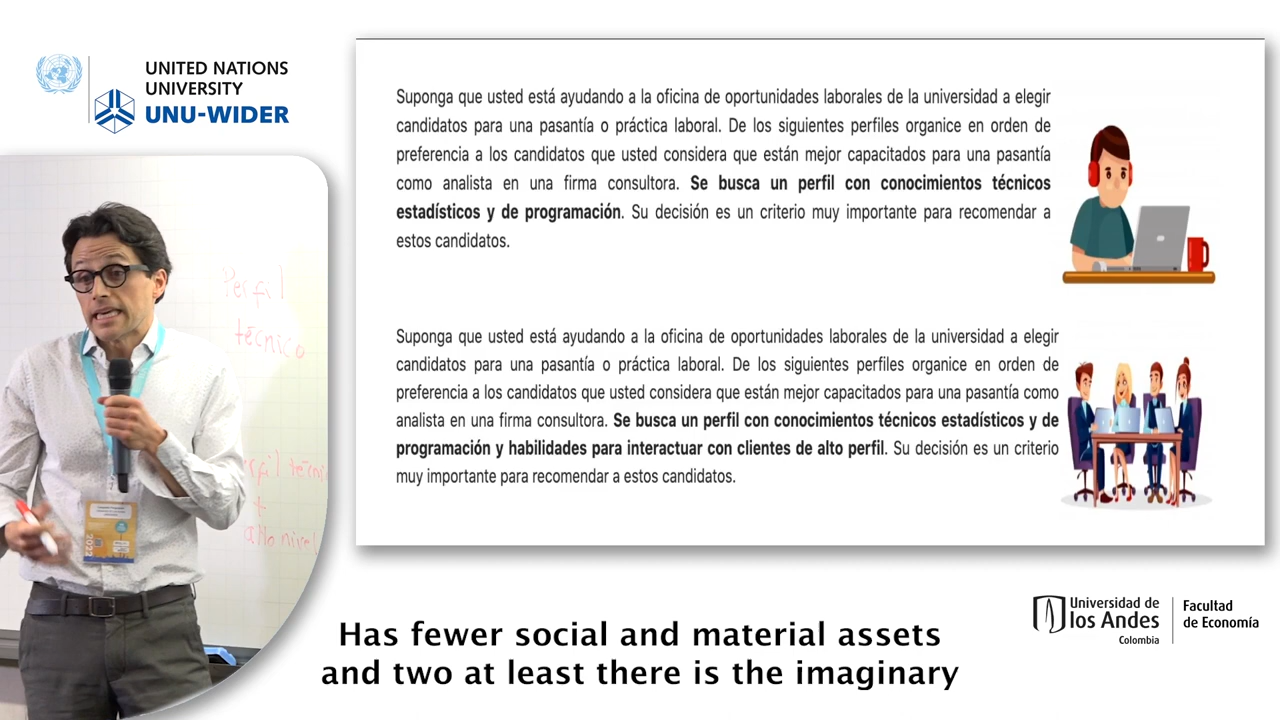 UNITED NATIONS
UNIVERSITY
UNU-WIDER
Perfil
técnico
+
alto nivel
Suponga que usted está ayudando a la oficina de oportunidades laborales de la universidad a elegir
candidatos para una pasantía o práctica laboral. De los siguientes perfiles organice en orden de
preferencia a los candidatos que usted considera que están mejor capacitados para una pasantía
como analista en una firma consultora. Se busca un perfil con conocimientos técnicos
estadísticos y de programación. Su decisión es un criterio muy importante para recomendar a
estos candidatos.
Suponga que usted está ayudando a la oficina de oportunidades laborales de la universidad a elegir
candidatos para una pasantía o práctica laboral. De los siguientes perfiles organice en orden de
preferencia a los candidatos que usted considera que están mejor capacitados para una pasantía como
analista en una firma consultora. Se busca un perfil con conocimientos técnicos estadísticos y de
programación y habilidades para interactuar con clientes de alto perfil. Su decisión es un criterio
muy importante para recomendar a estos candidatos.
Has fewer social and material assets
and two at least there is the imaginary
Universidad de
los Andes
Colombia
Facultad
de Economía